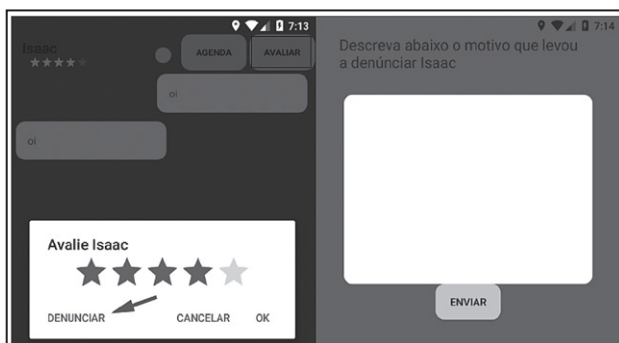 7:13
Isaac
AGENDA
AVALIAR
oi
oi
Avalie Isaac
DENUNCIAR
CANCELAR
OK
7:14
Descreva abaixo o motivo que levou
a denúnciar Isaac
ENVIAR